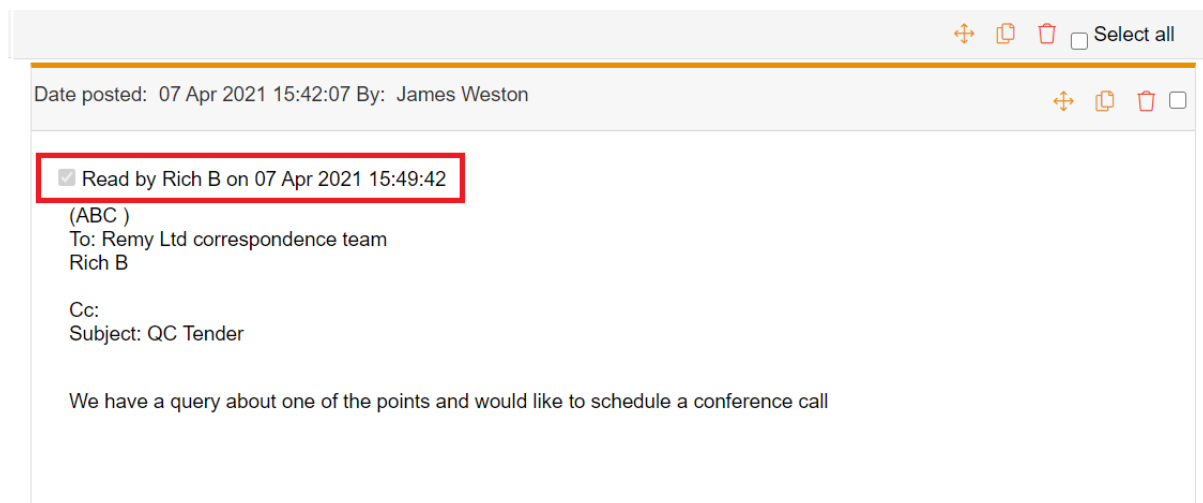 Select all
Date posted: 07 Apr 2021 15:42:07 By: James Weston
Read by Rich B on 07 Apr 2021 15:49:42
(ABC )
To: Remy Ltd correspondence team
Rich B
Cc:
Subject: QC Tender
We have a query about one of the points and would like to schedule a conference call